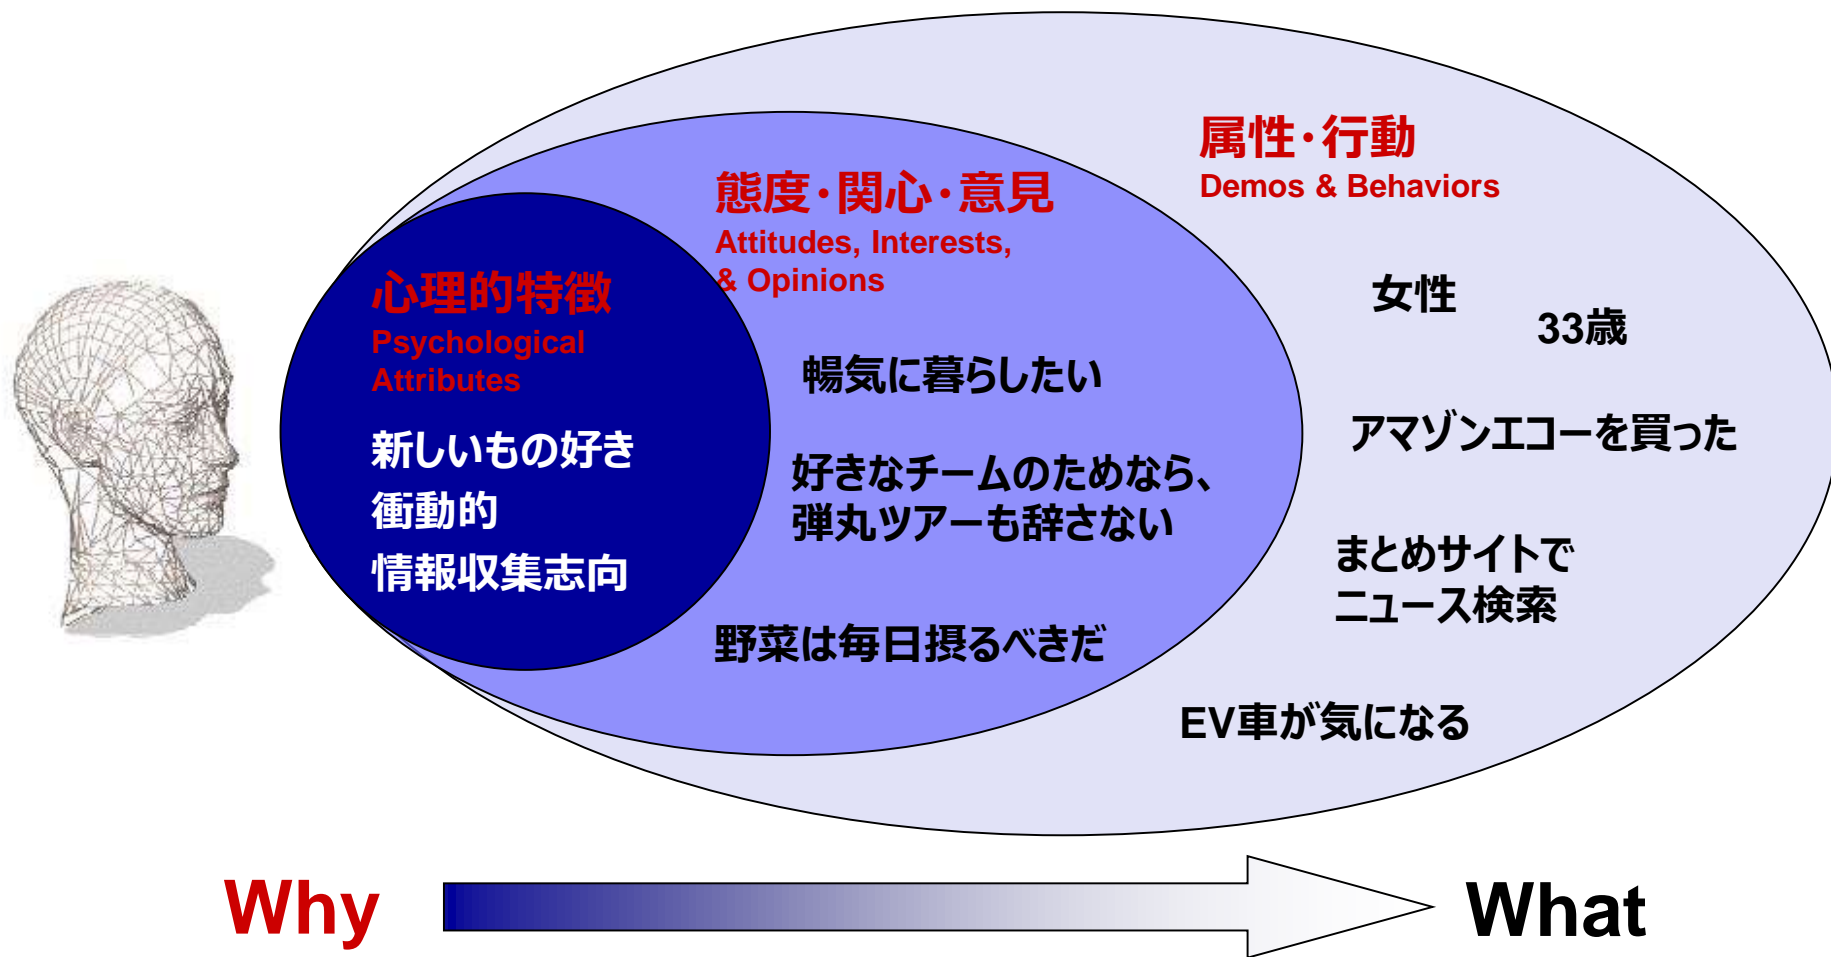 属性・行動
Demos & Behaviors
態度・関心・意見
Attitudes, Interests,
& Opinions
心理的特徴
Psychological
Attributes
新しいもの好き
衝動的
情報収集志向
暢気に暮らしたい
好きなチームのためなら、
弾丸ツアーも辞さない
野菜は毎日摂るべきだ
女性
33歳
アマゾンエコーを買った
まとめサイトで
ニュース検索
EV車が気になる
Why
What